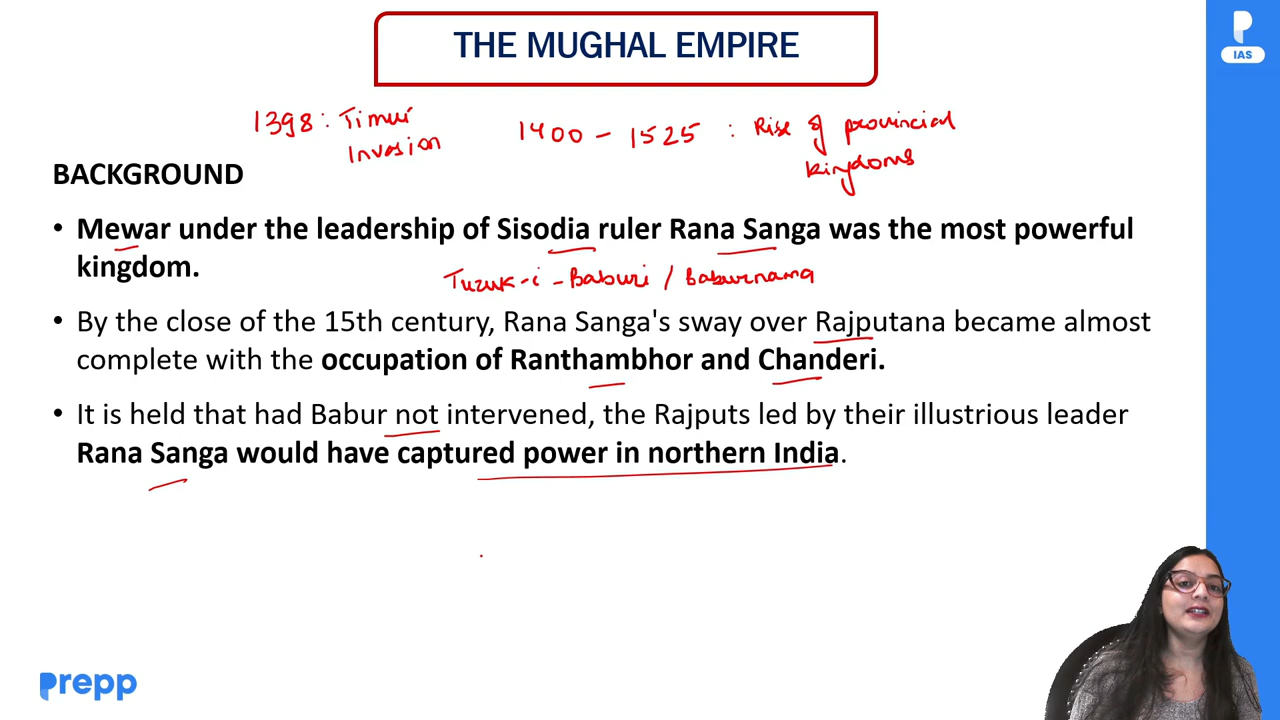 THE MUGHAL EMPIRE
P
IAS
1398 : Timur
Invasion
1400 - 1525 : Rise of provincial
kingdoms
BACKGROUND
• Mewar under the leadership of Sisodia ruler Rana Sanga was the most powerful
kingdom.
Tuzuk-i-Baburi / Baburnama
• By the close of the 15th century, Rana Sanga's sway over Rajputana became almost
complete with the occupation of Ranthambhor and Chanderi.
• It is held that had Babur not intervened, the Rajputs led by their illustrious leader
Rana Sanga would have captured power in northern India.
prepp